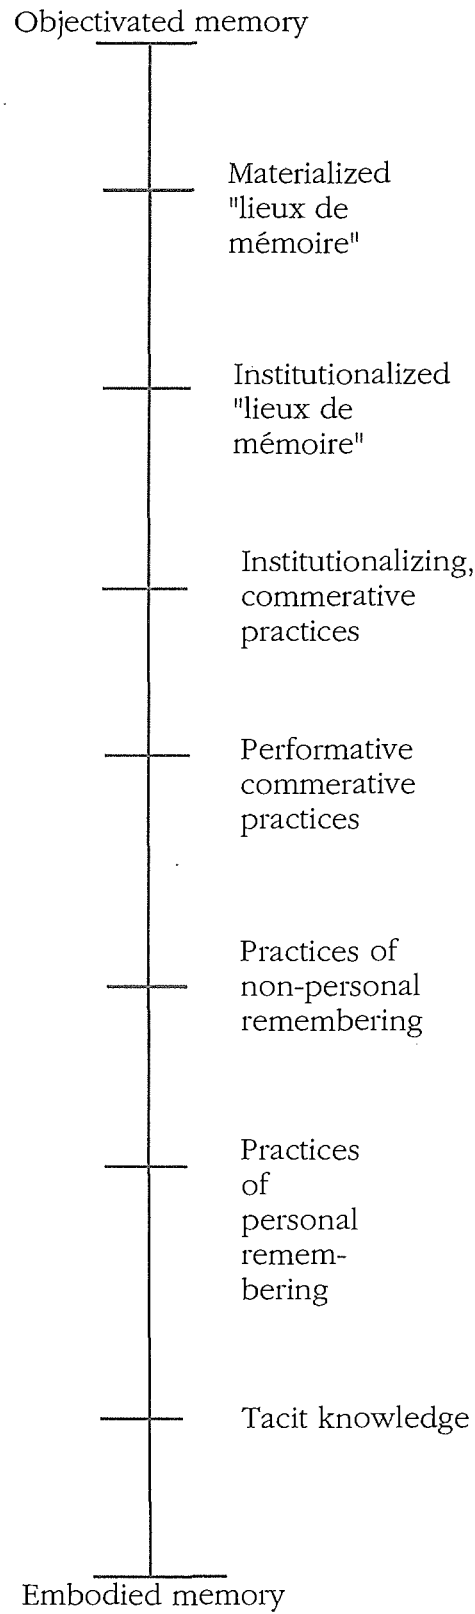 Objectivated memory
Materialized
"lieux de
mémoire"
Institutionalized
"lieux de
mémoire"
Institutionalizing,
commerative
practices
Performative
commerative
practices
Practices of
non-personal
remembering
Practices
of
personal
remem-
bering
Tacit knowledge
Embodied memory